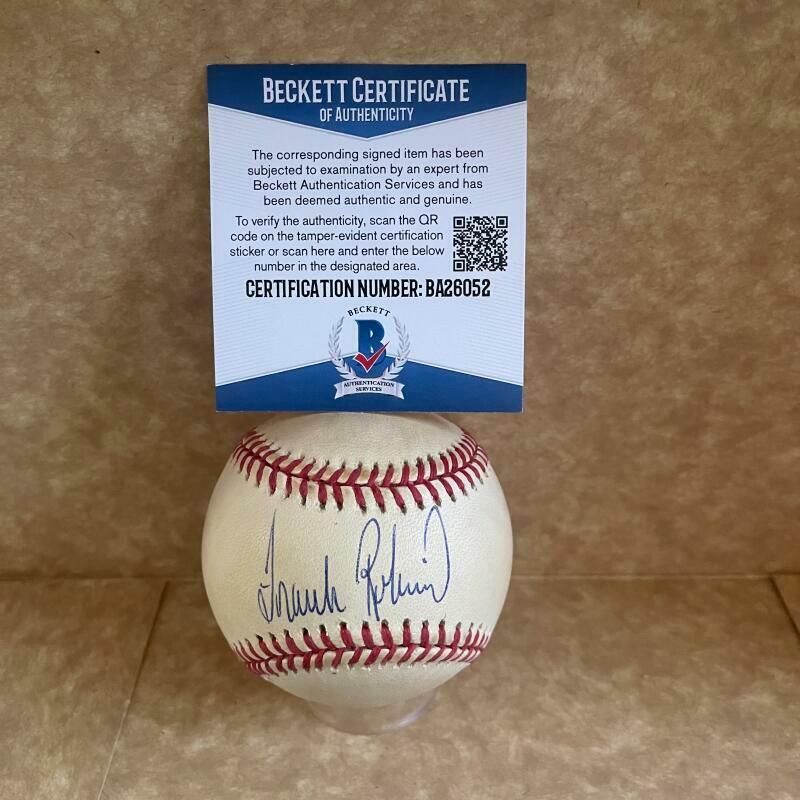 BECKETT CERTIFICATE
OF AUTHENTICITY
The corresponding signed item has been
subjected to examination by an expert from
Beckett Authentication Services and has
been deemed authentic and genuine.
To verify the authenticity, scan the QR
code on the tamper-evident certification
sticker or scan here and enter the below
number in the designated area.
CERTIFICATION NUMBER: BA26052
BECKETT
B
AUTHENTICATION
SERVICES
Frank Robinson